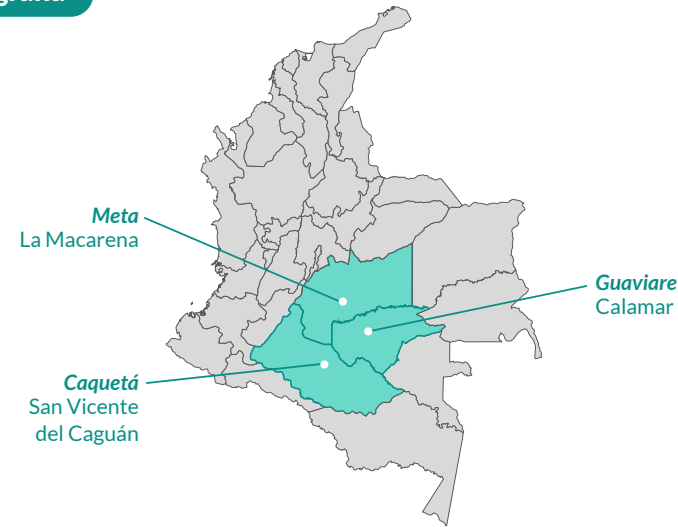 Meta
La Macarena
Guaviare
Calamar
Caquetá
San Vicente
del Caguán